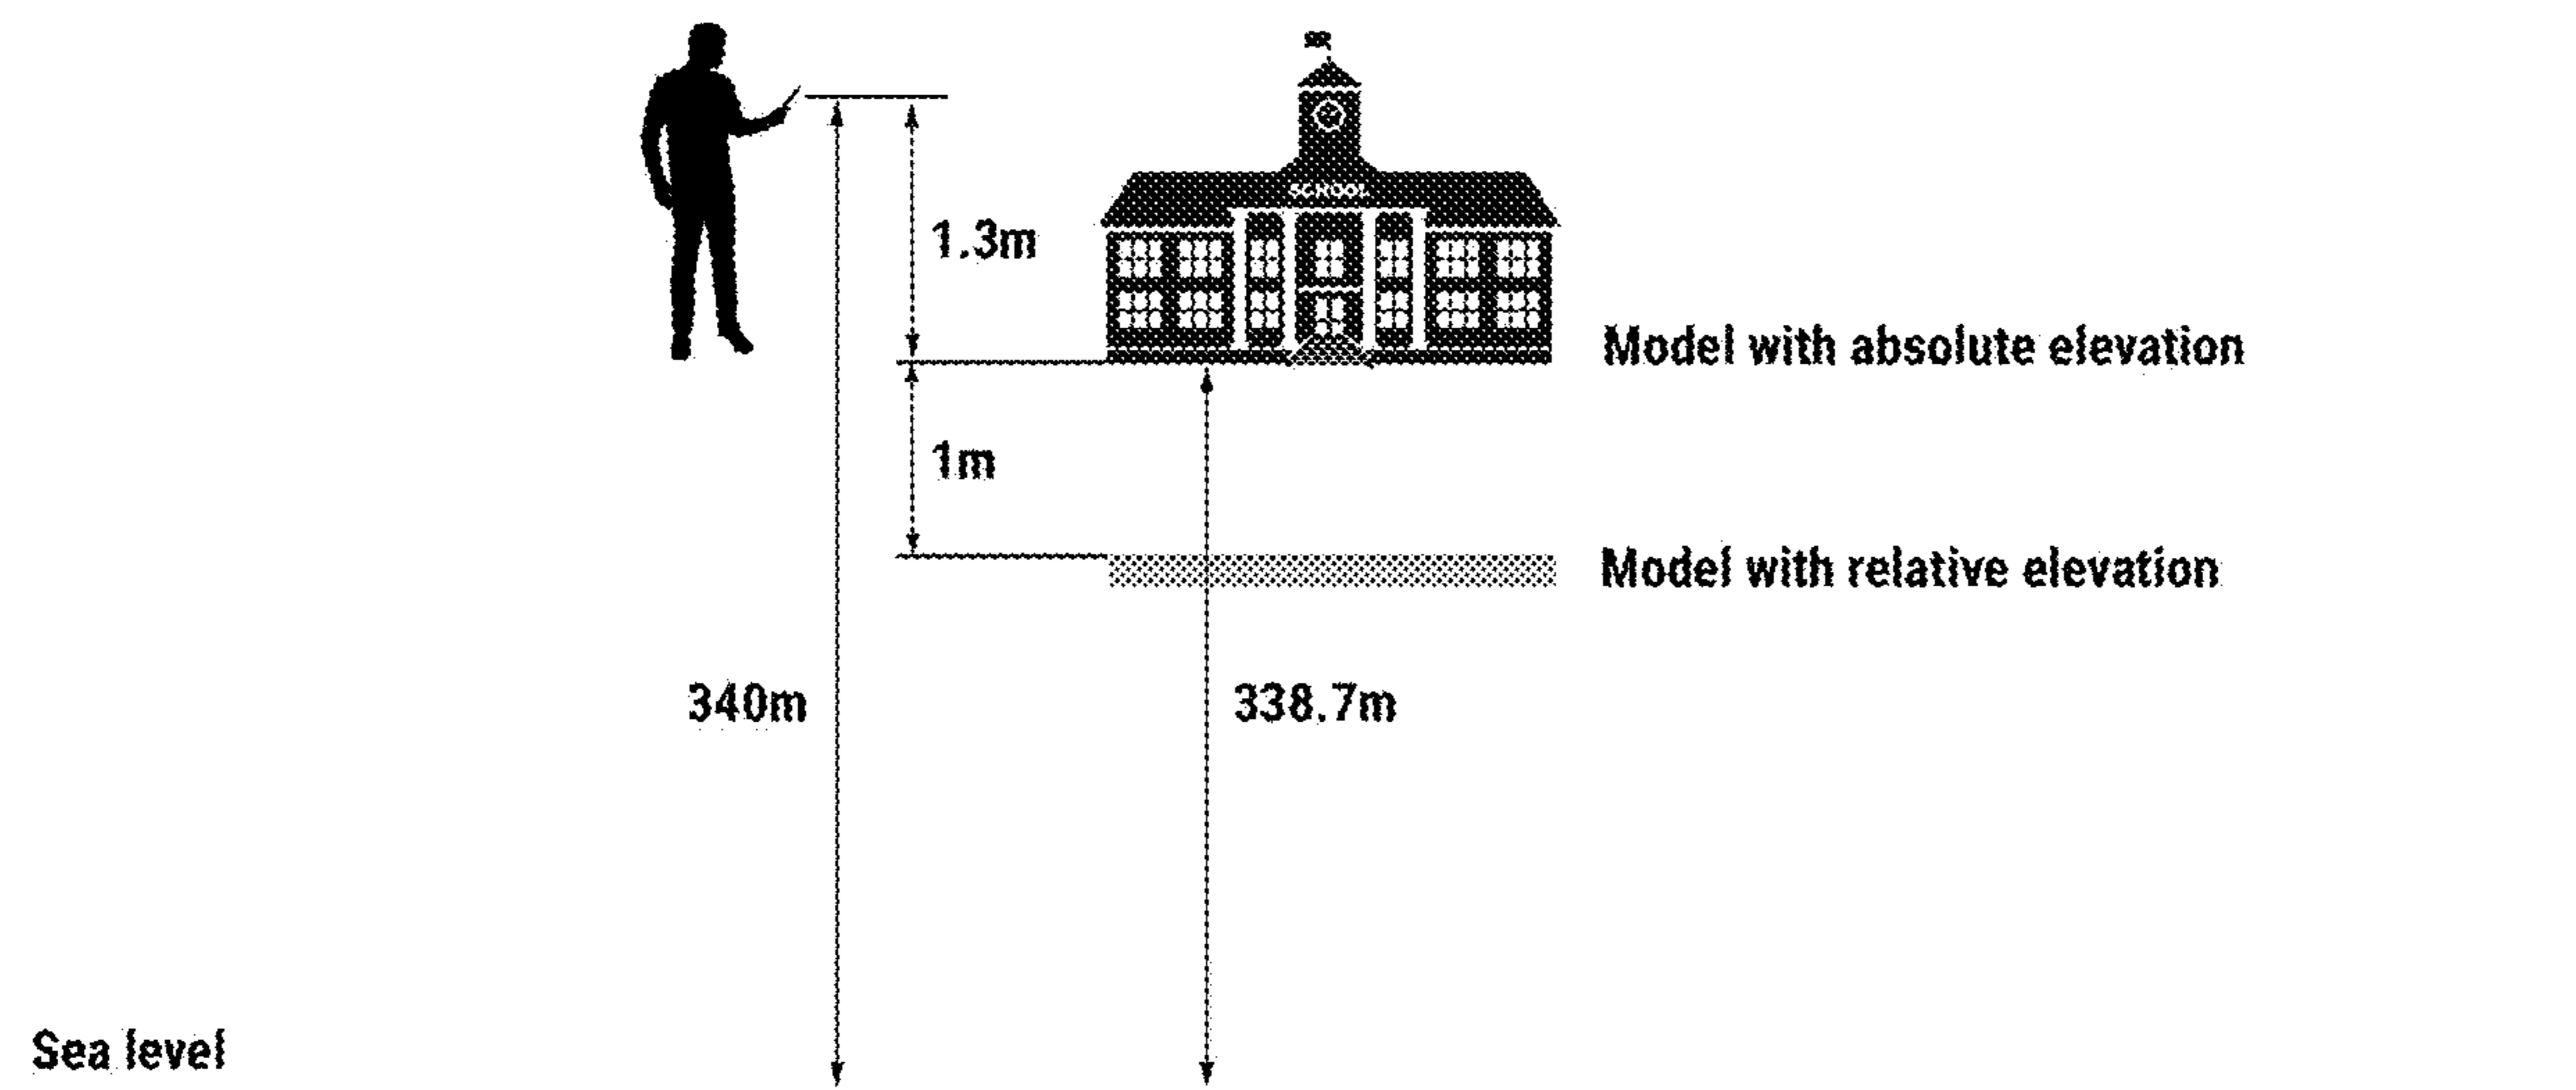 SCHOOL
1.3m
Model with absolute elevation
1m
Model with relative elevation
340m
338.7m
Sea level